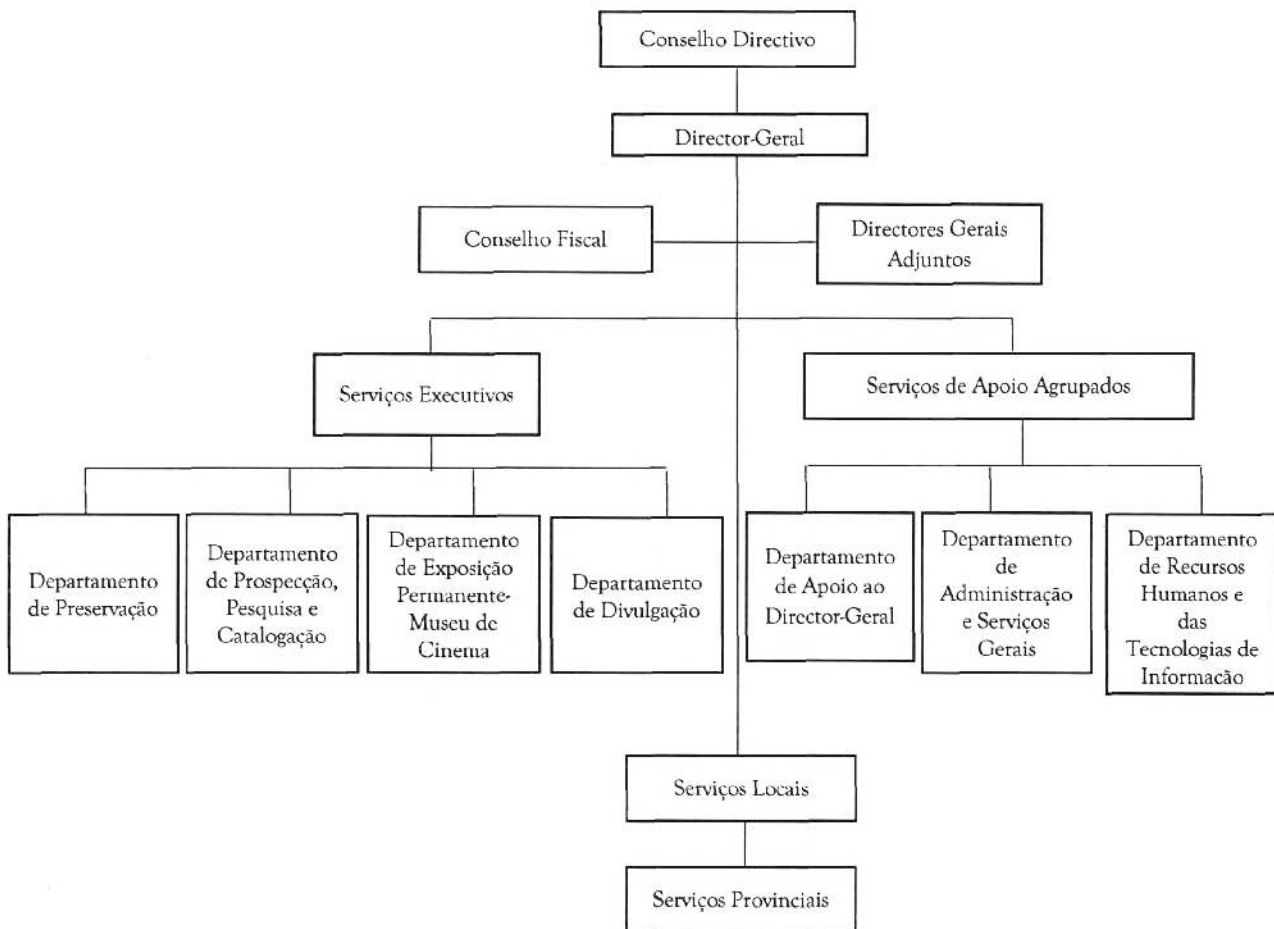 Conselho Directivo
Director-Geral
Conselho Fiscal
Directores Gerais
Adjuntos
Serviços Executivos
Serviços de Apoio Agrupados
Departamento
de Preservação
Departamento
de Prospecção,
Pesquisa e
Catalogação
Departamento
de Exposição
Permanente-
Museu de
Cinema
Departamento
de Divulgação
Departamento
de Apoio ao
Director-Geral
Departamento
de
Administração
e Serviços
Gerais
Departamento
de Recursos
Humanos e
das
Tecnologias de
Informacão
Serviços Locais
Serviços Provinciais